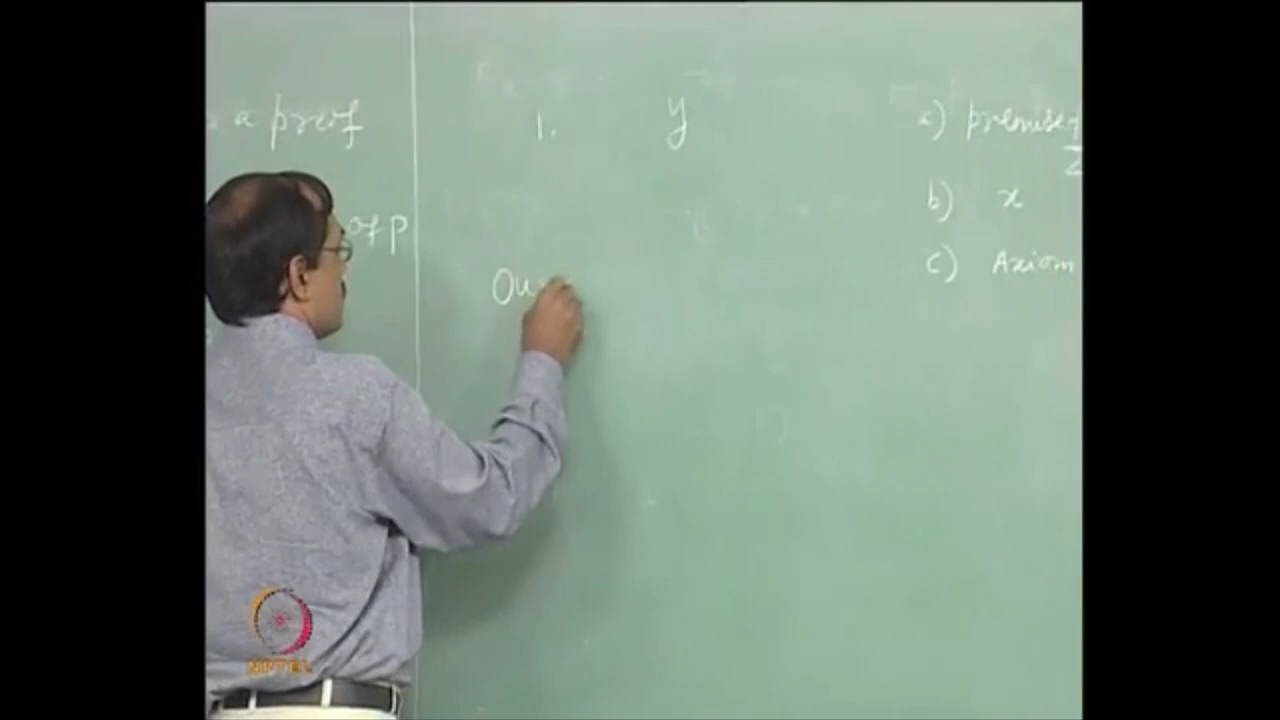 a proof
of P
1. y
Ou
a) premise
b) x
c) Axiom
NPTEL